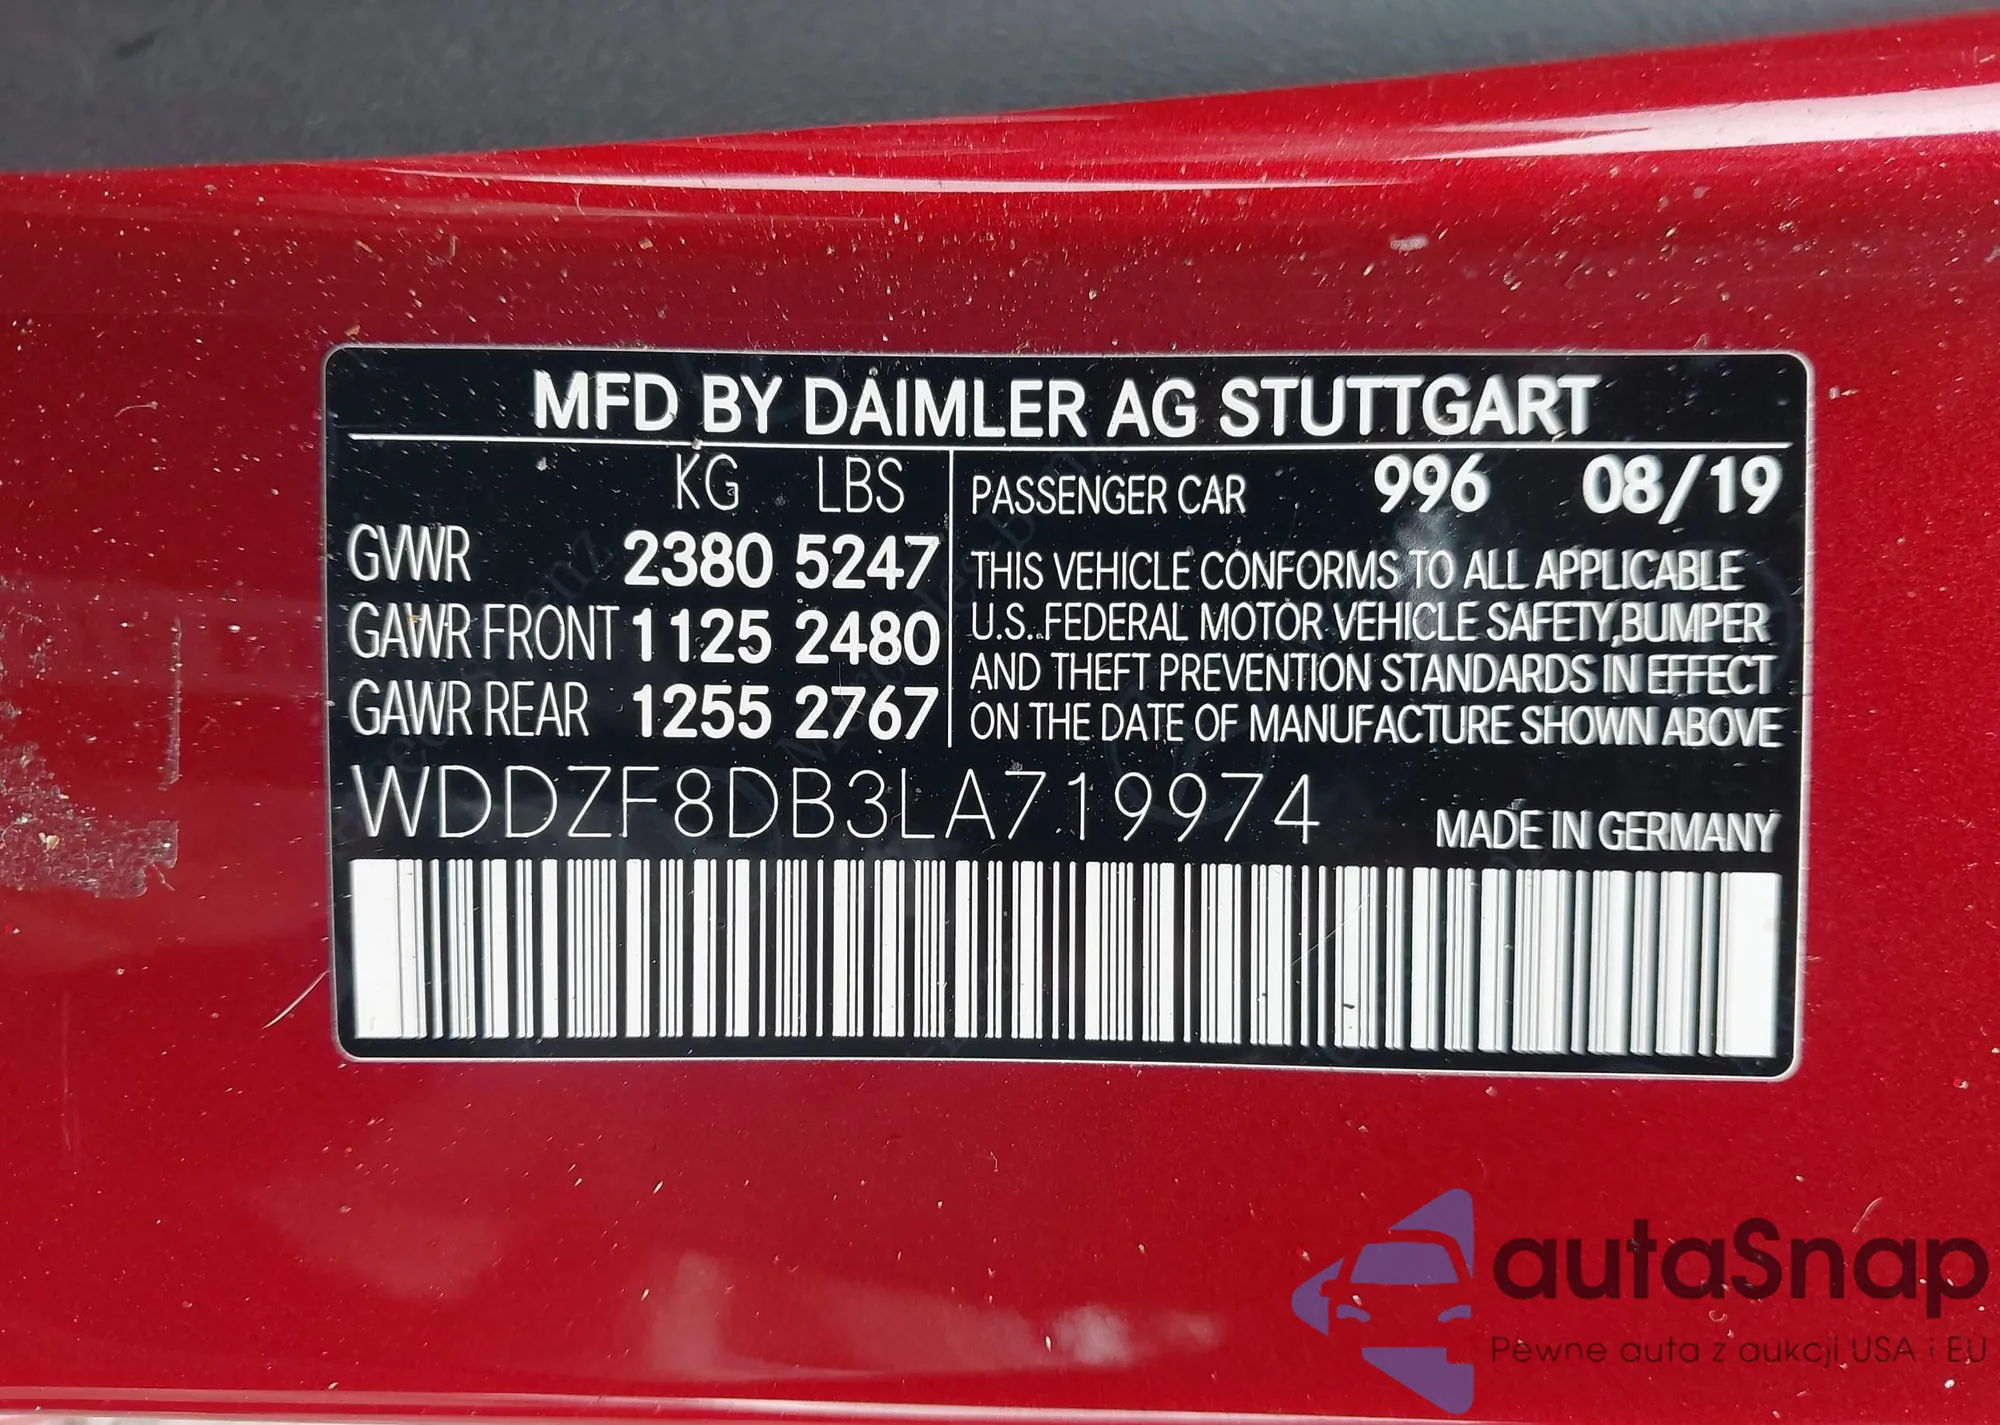 MFD BY DAIMLER AG STUTTGART
KG LBS
GVWR 2380 5247
GAWR FRONT 1125 2480
GAWR REAR 1255 2767
PASSENGER CAR 996 08/19
THIS VEHICLE CONFORMS TO ALL APPLICABLE
U.S. FEDERAL MOTOR VEHICLE SAFETY,BUMPER
AND THEFT PREVENTION STANDARDS IN EFFECT
ON THE DATE OF MANUFACTURE SHOWN ABOVE
WDDZF8DB3LA719974
MADE IN GERMANY
autaSnap
Pewne auta z aukcji USA i EU